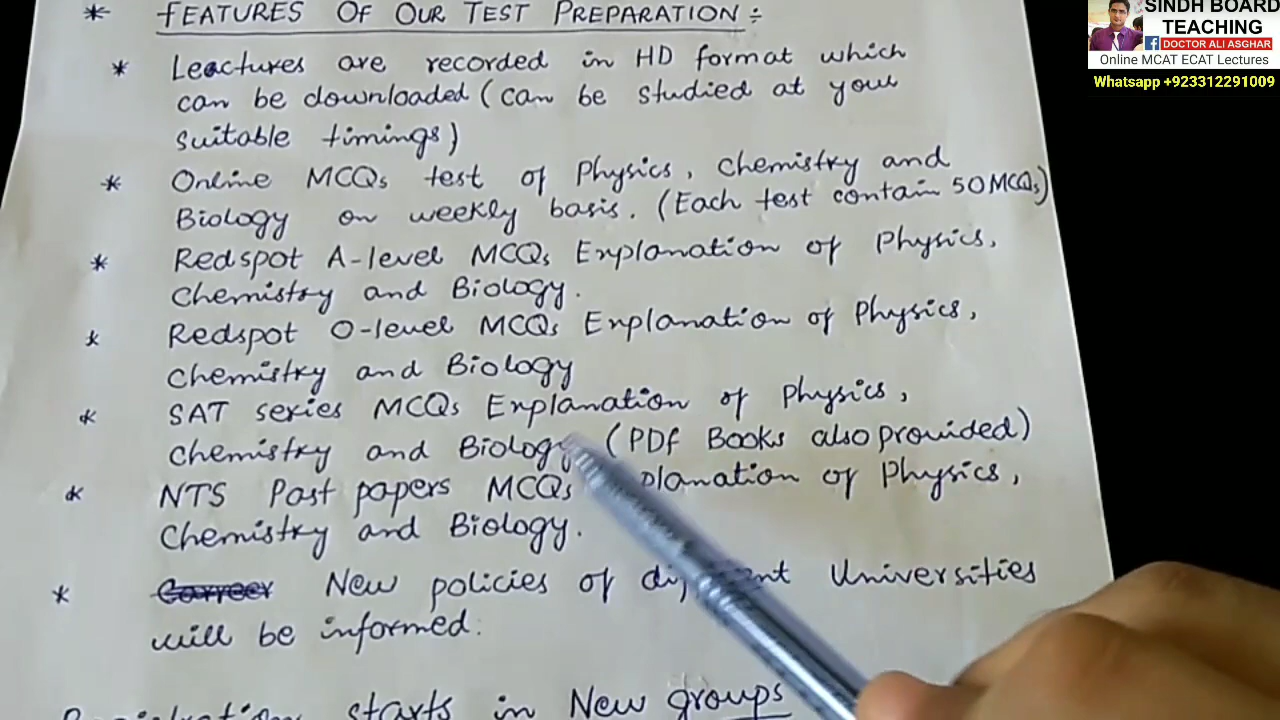 * FEATURES OF OUR TEST PREPARATION :
* Leactures are recorded in HD format which
can be downloaded (can be studied at your
suitable timings)
* Online MCQs test of Physics, Chemistry and
Biology on weekly basis. (Each test contain 50 MCQs)
* Redspot A-level MCQs Explanation of Physics,
Chemistry and Biology.
* Redspot O-level MCQs Explanation of Physics,
Chemistry and Biology
* SAT series MCQs Explanation of Physics,
Chemistry and Biology (PDF Books also provided)
* NTS Past papers MCQs planation of Physics,
Chemistry and Biology.
* New policies of Universities
will be informed.
starts in New groups
SINDH BOARD
TEACHING
f DOCTOR ALI ASGHAR
Online MCAT ECAT Lectures
Whatsapp +923312291009